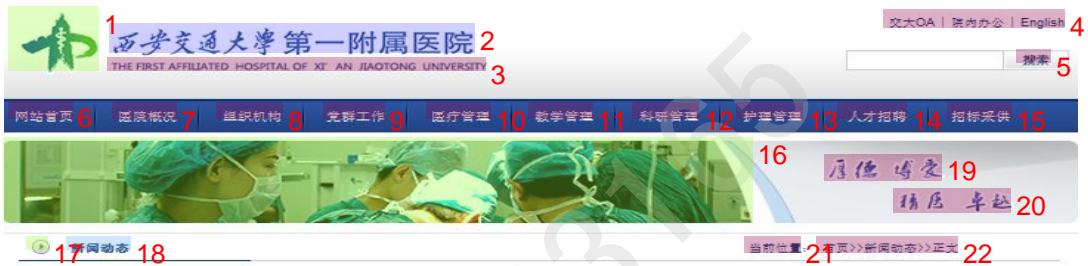 交大OA | 院内办公 | English
西安交通大学第一附属医院
THE FIRST AFFILIATED HOSPITAL OF XI' AN JIAOTONG UNIVERSITY
搜索
1
2
3
4
5
网站首页 6 医院概况 7 组织机构 8 党群工作 9 医疗管理 10 教学管理 11 科研管理 12 护理管理 13 人才招聘 14 招标采供 15
16
厚德 博爱 19
精医 卓越 20
17 新闻动态 18 当前位置: 21 首页>>新闻动态>>正文 22
3165